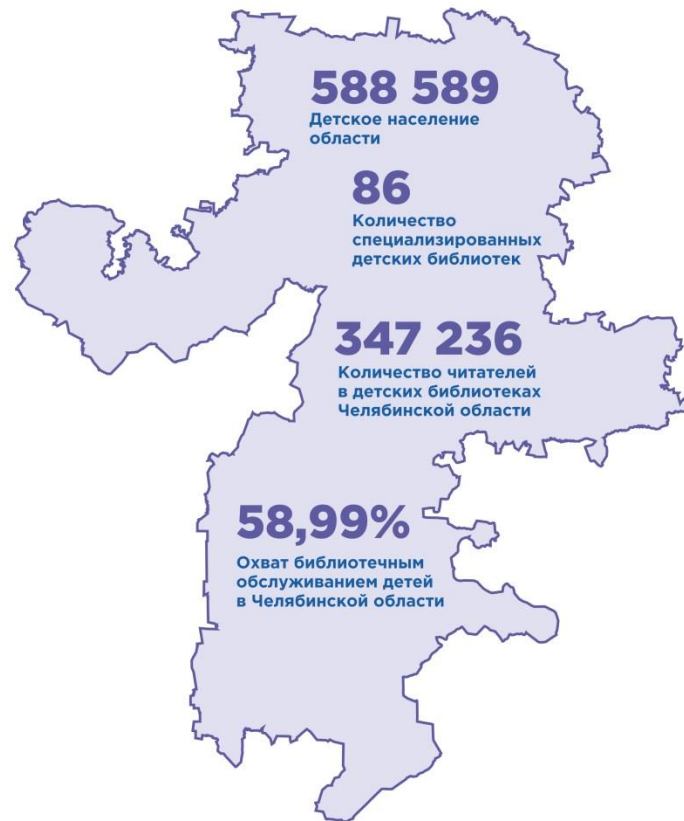 588 589
Детское население
области
86
Количество
специализированных
детских библиотек
347 236
Количество читателей
в детских библиотеках
Челябинской области
58,99%
Охват библиотечным
обслуживанием детей
в Челябинской области